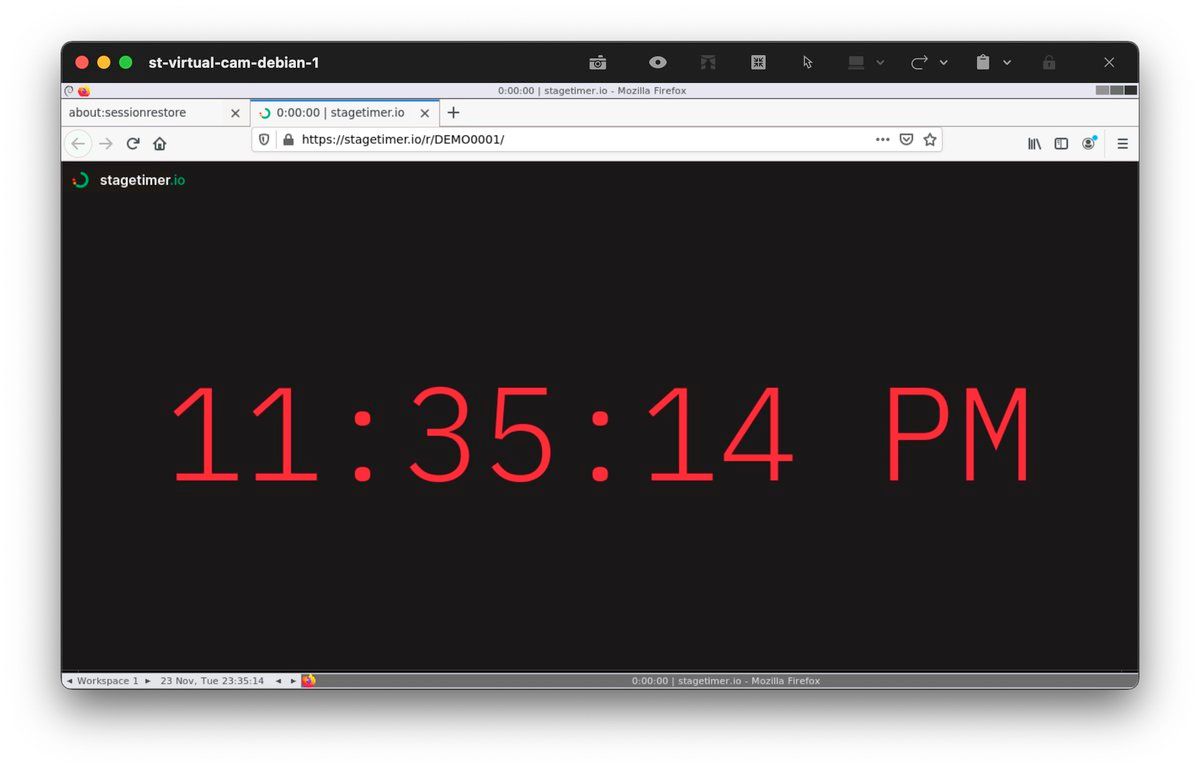 st-virtual-cam-debian-1
0:00:00 | stagetimer.io - Mozilla Firefox
about:sessionrestore
0:00:00 | stagetimer.io
https://stagetimer.io/r/DEMO0001/
stagetimer.io
11:35:14 PM
Workspace 1 23 Nov, Tue 23:35:14 0:00:00 | stagetimer.io - Mozilla Firefox